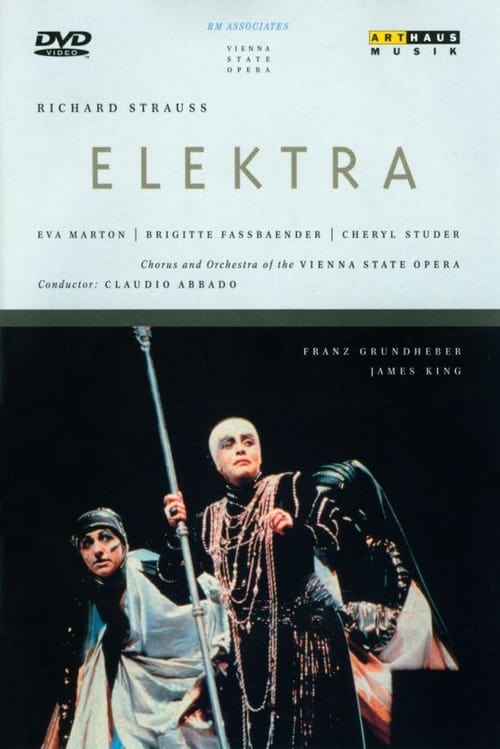 RM ASSOCIATES
DVD
VIDEO
VIENNA
STATE
OPERA
ARTHAUS
MUSIK
RICHARD STRAUSS
ELEKTRA
EVA MARTON | BRIGITTE FASSBAENDER | CHERYL STUDER
Chorus and Orchestra of the VIENNA STATE OPERA
Conductor: CLAUDIO ABBADO
FRANZ GRUNDHEBER
JAMES KING